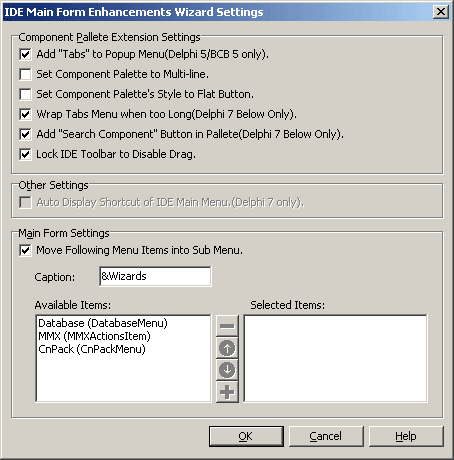 IDE Main Form Enhancements Wizard Settings
Component Pallete Extension Settings
Add "Tabs" to Popup Menu(Delphi 5/BCB 5 only).
Set Component Palette to Multi-line.
Set Component Palette's Style to Flat Button.
Wrap Tabs Menu when too Long(Delphi 7 Below Only).
Add "Search Component" Button in Pallete(Delphi 7 Below Only).
Lock IDE Toolbar to Disable Drag.
Other Settings
Auto Display Shortcut of IDE Main Menu.(Delphi 7 only).
Main Form Settings
Move Following Menu Items into Sub Menu.
Caption: &Wizards
Available Items: Selected Items:
Database (DatabaseMenu)
MMX (MMXActionsItem)
CnPack (CnPackMenu)
OK Cancel Help